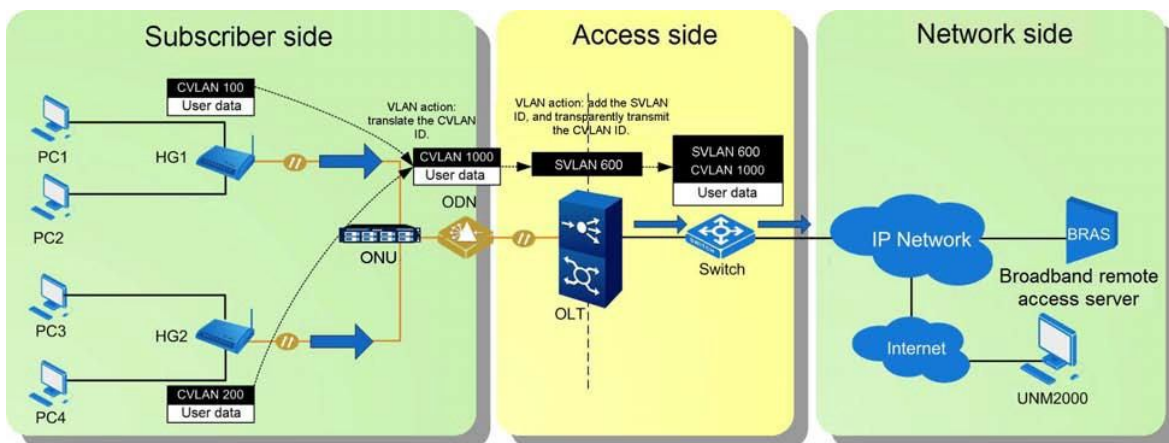 Subscriber side
Access side
Network side
CVLAN 100
User data
PC1
HG1
PC2
VLAN action:
translate the CVLAN
ID.
CVLAN 1000
User data
ODN
ONU
VLAN action: add the SVLAN
ID, and transparently transmit
the CVLAN ID.
SVLAN 600
SVLAN 600
CVLAN 1000
User data
SWITCH
Switch
OLT
IP Network
BRAS
Broadband remote
access server
PC3
HG2
PC4
CVLAN 200
User data
Internet
UNM2000